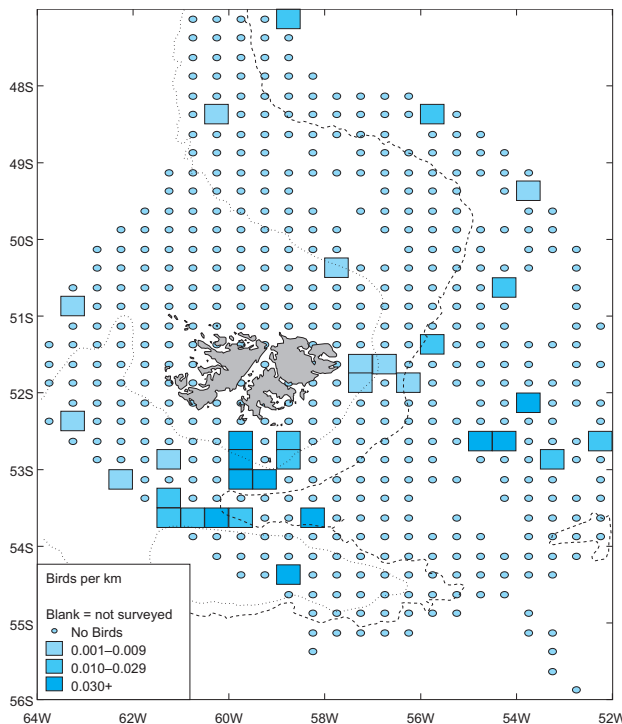 48S
49S
50S
51S
52S
53S
54S
55S
56S
Birds per km
Blank = not surveyed
No Birds
0.001–0.009
0.010–0.029
0.030+
64W 62W 60W 58W 56W 54W 52W